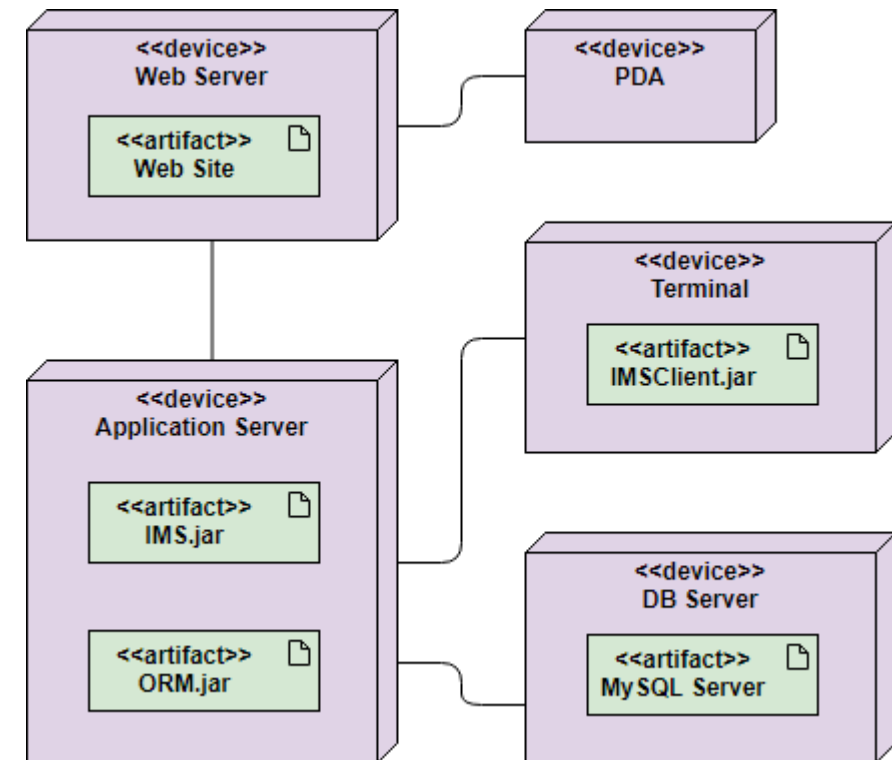 <<device>>
Web Server
<<artifact>>
Web Site
<<device>>
PDA
<<device>>
Terminal
<<artifact>>
IMSClient.jar
<<device>>
Application Server
<<artifact>>
IMS.jar
<<artifact>>
ORM.jar
<<device>>
DB Server
<<artifact>>
MySQL Server